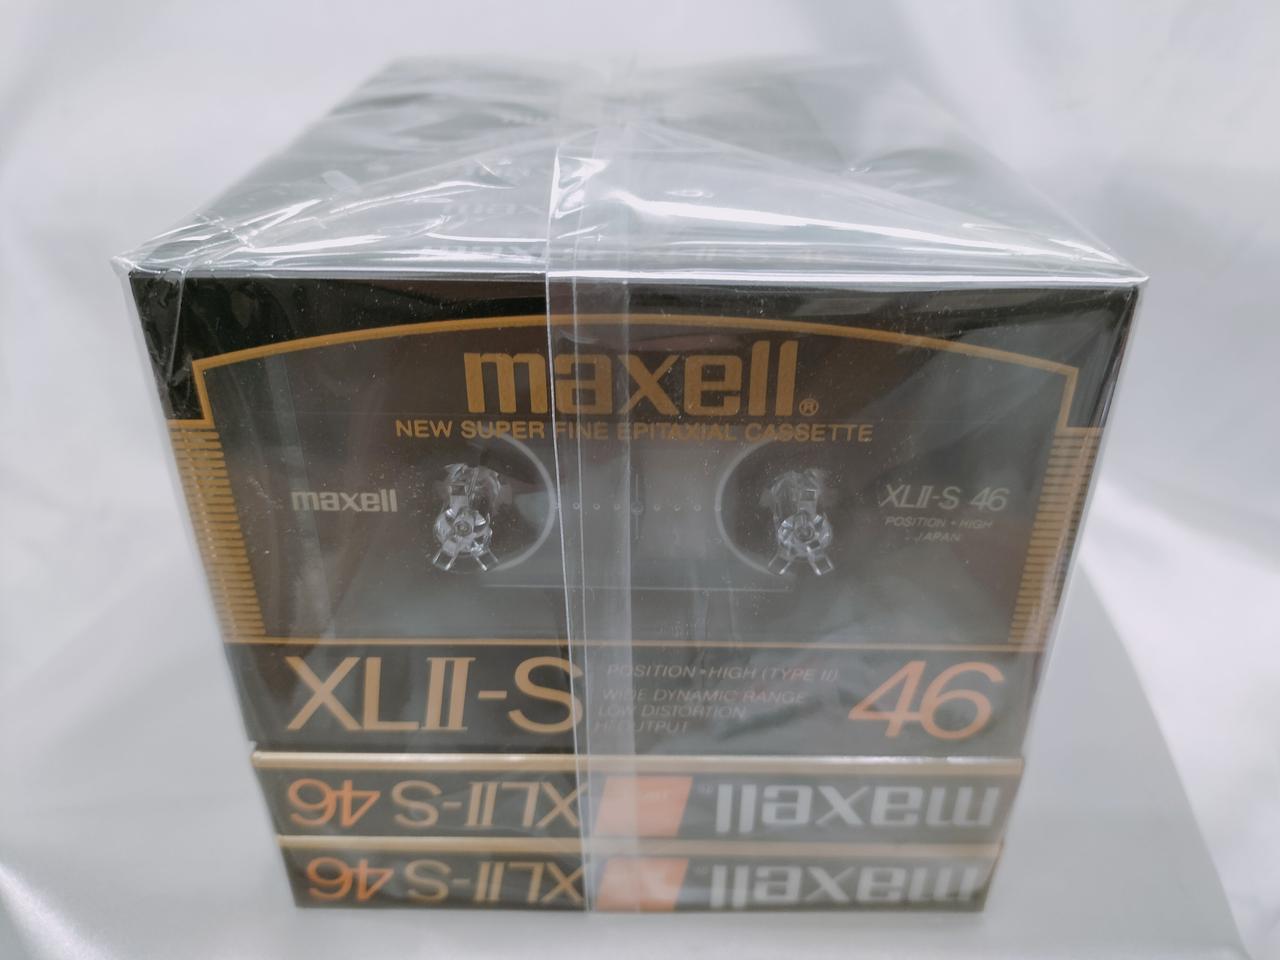 maxell®
NEW SUPER FINE EPITAXIAL CASSETTE
maxell
XLII-S 46
POSITION • HIGH
JAPAN
XLII-S
POSITION • HIGH (TYPE II)
WIDE DYNAMIC RANGE
LOW DISTORTION
HI OUTPUT
46
maxell® XLII-S 46
maxell XLII-S 46